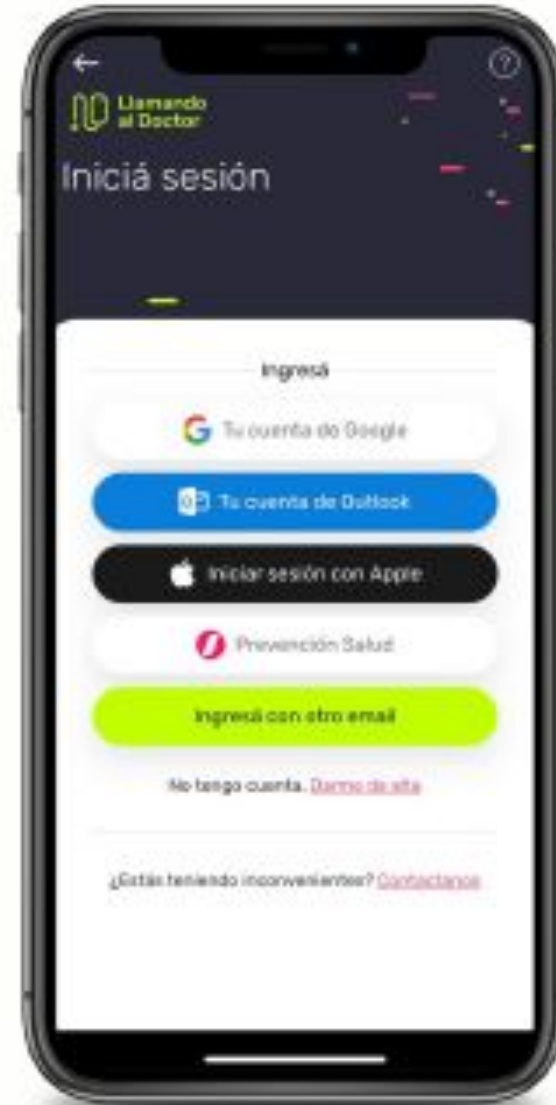 Llamando
al Doctor
Iniciá sesión
Ingresá
Tu cuenta de Google
Tu cuenta de Outlook
Iniciar sesión con Apple
Prevención Salud
Ingresá con otro email
No tengo cuenta. Darme de alta
¿Estás teniendo inconvenientes? Contactanos